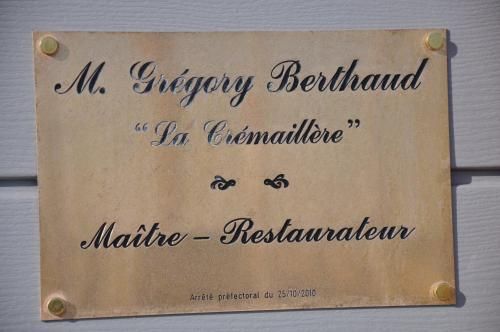 M. Grégory Berthaud
"La Crémaillère"
Maître - Restaurateur
Arrêté préfectoral du 25/10/2010